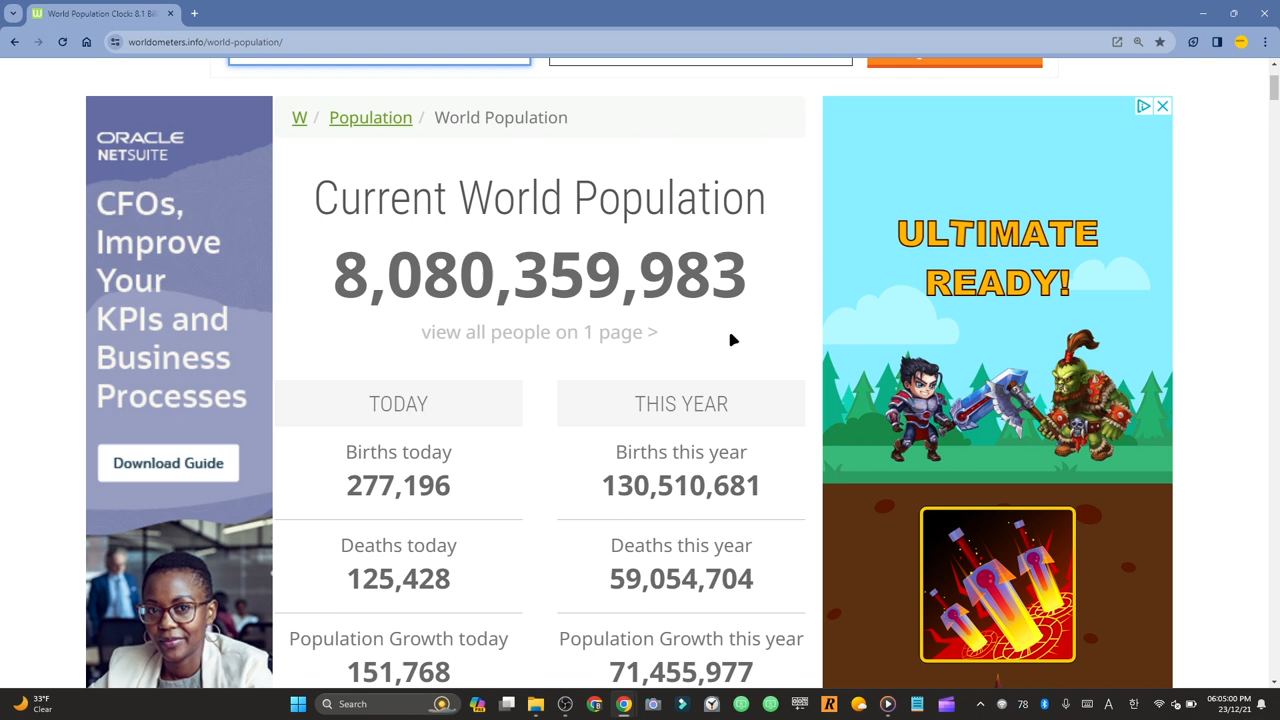 World Population Clock: 8.1 Bil
worldometers.info/world-population/
W / Population / World Population
ORACLE
NETSUITE
CFOs,
Improve
Your
KPIs and
Business
Processes
Download Guide
Current World Population
8,080,359,983
view all people on 1 page >
TODAY
THIS YEAR
Births today
277,196
Births this year
130,510,681
Deaths today
125,428
Deaths this year
59,054,704
Population Growth today
151,768
Population Growth this year
71,455,977
ULTIMATE
READY!
33°F
Clear
Search
06:05:00 PM
23/12/21